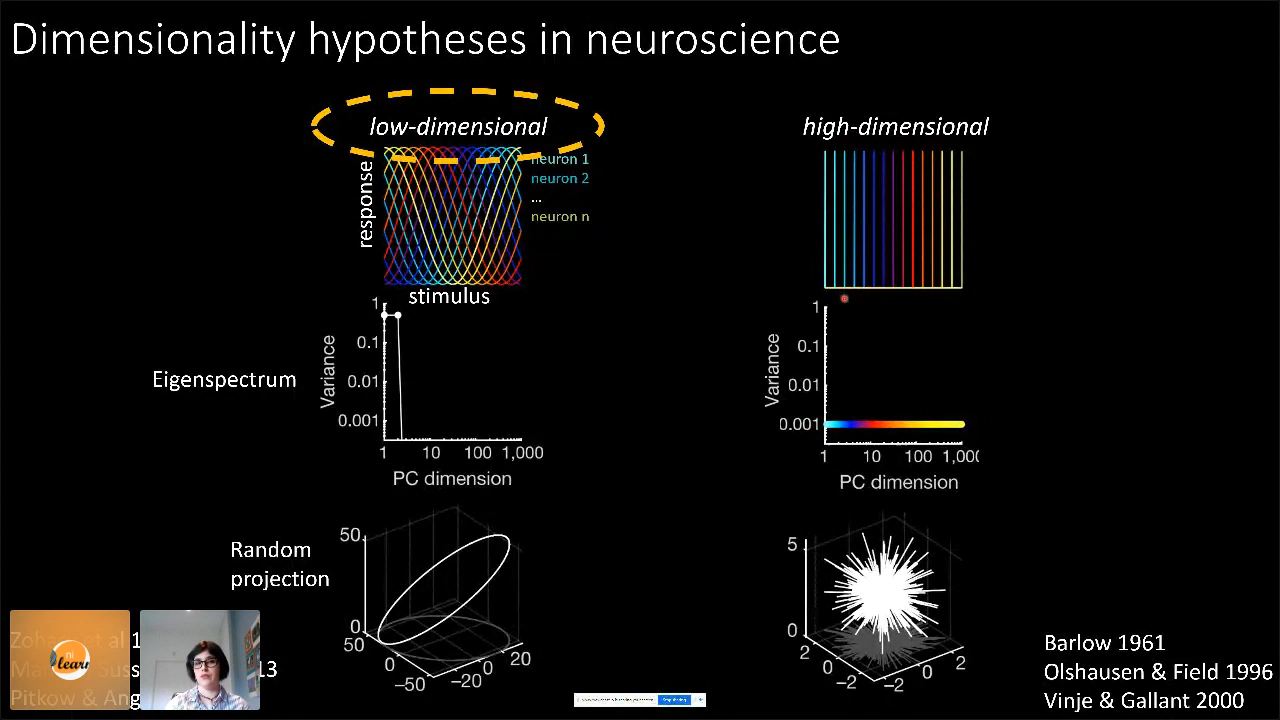 Dimensionality hypotheses in neuroscience
low-dimensional
high-dimensional
response
neuron 1
neuron 2
...
neuron n
stimulus
Eigenspectrum
Variance
1
0.1
0.01
0.001
1 10 100 1,000
PC dimension
Variance
1
0.1
0.01
0.001
1 10 100
PC dimension
Random
projection
50
0
50
0
−50
−20
0
20
5
0
2
0
−2
−2
0
2
ni
learn
13
Barlow 1961
Olshausen & Field 1996
Vinje & Gallant 2000